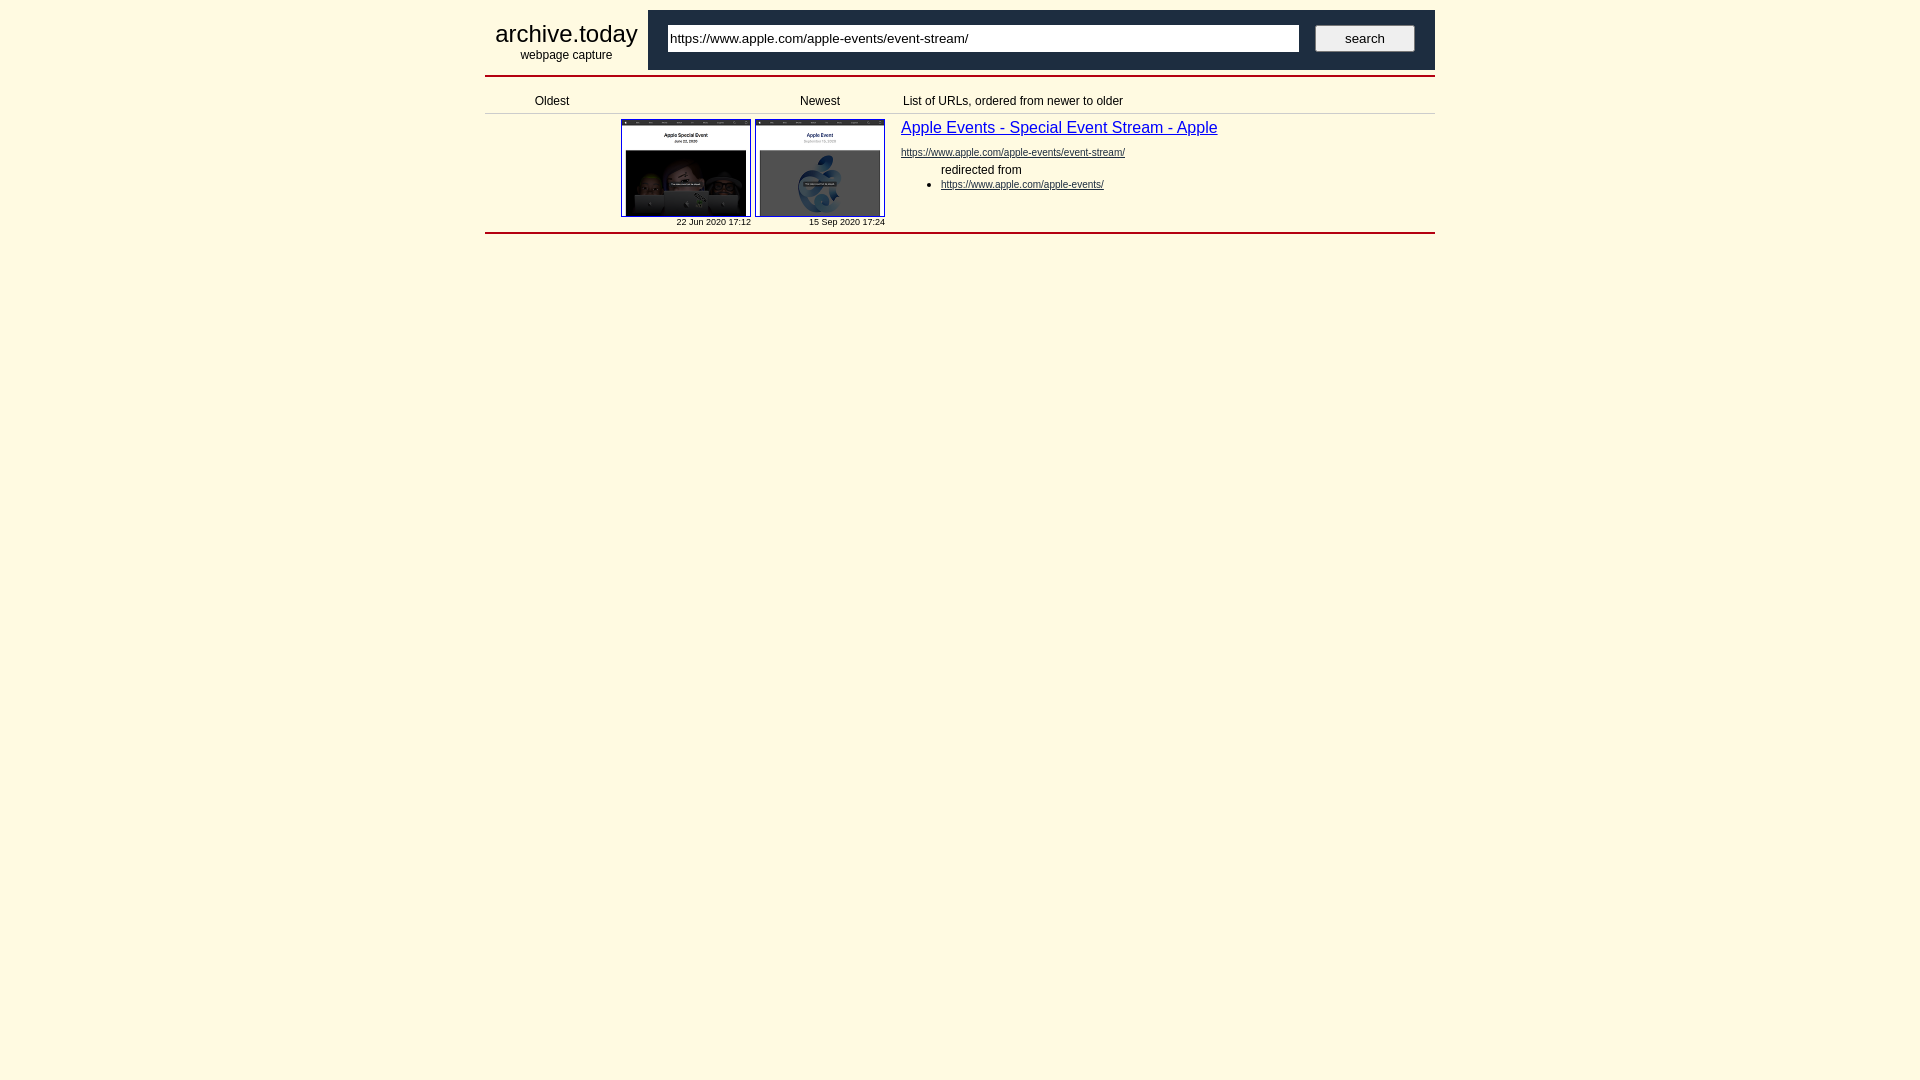 archive.today
webpage capture
https://www.apple.com/apple-events/event-stream/
search
Oldest
Newest
List of URLs, ordered from newer to older
Apple Special Event
June 22, 2020
22 Jun 2020 17:12
Apple Event
September 15, 2020
15 Sep 2020 17:24
Apple Events - Special Event Stream - Apple
https://www.apple.com/apple-events/event-stream/
redirected from
https://www.apple.com/apple-events/